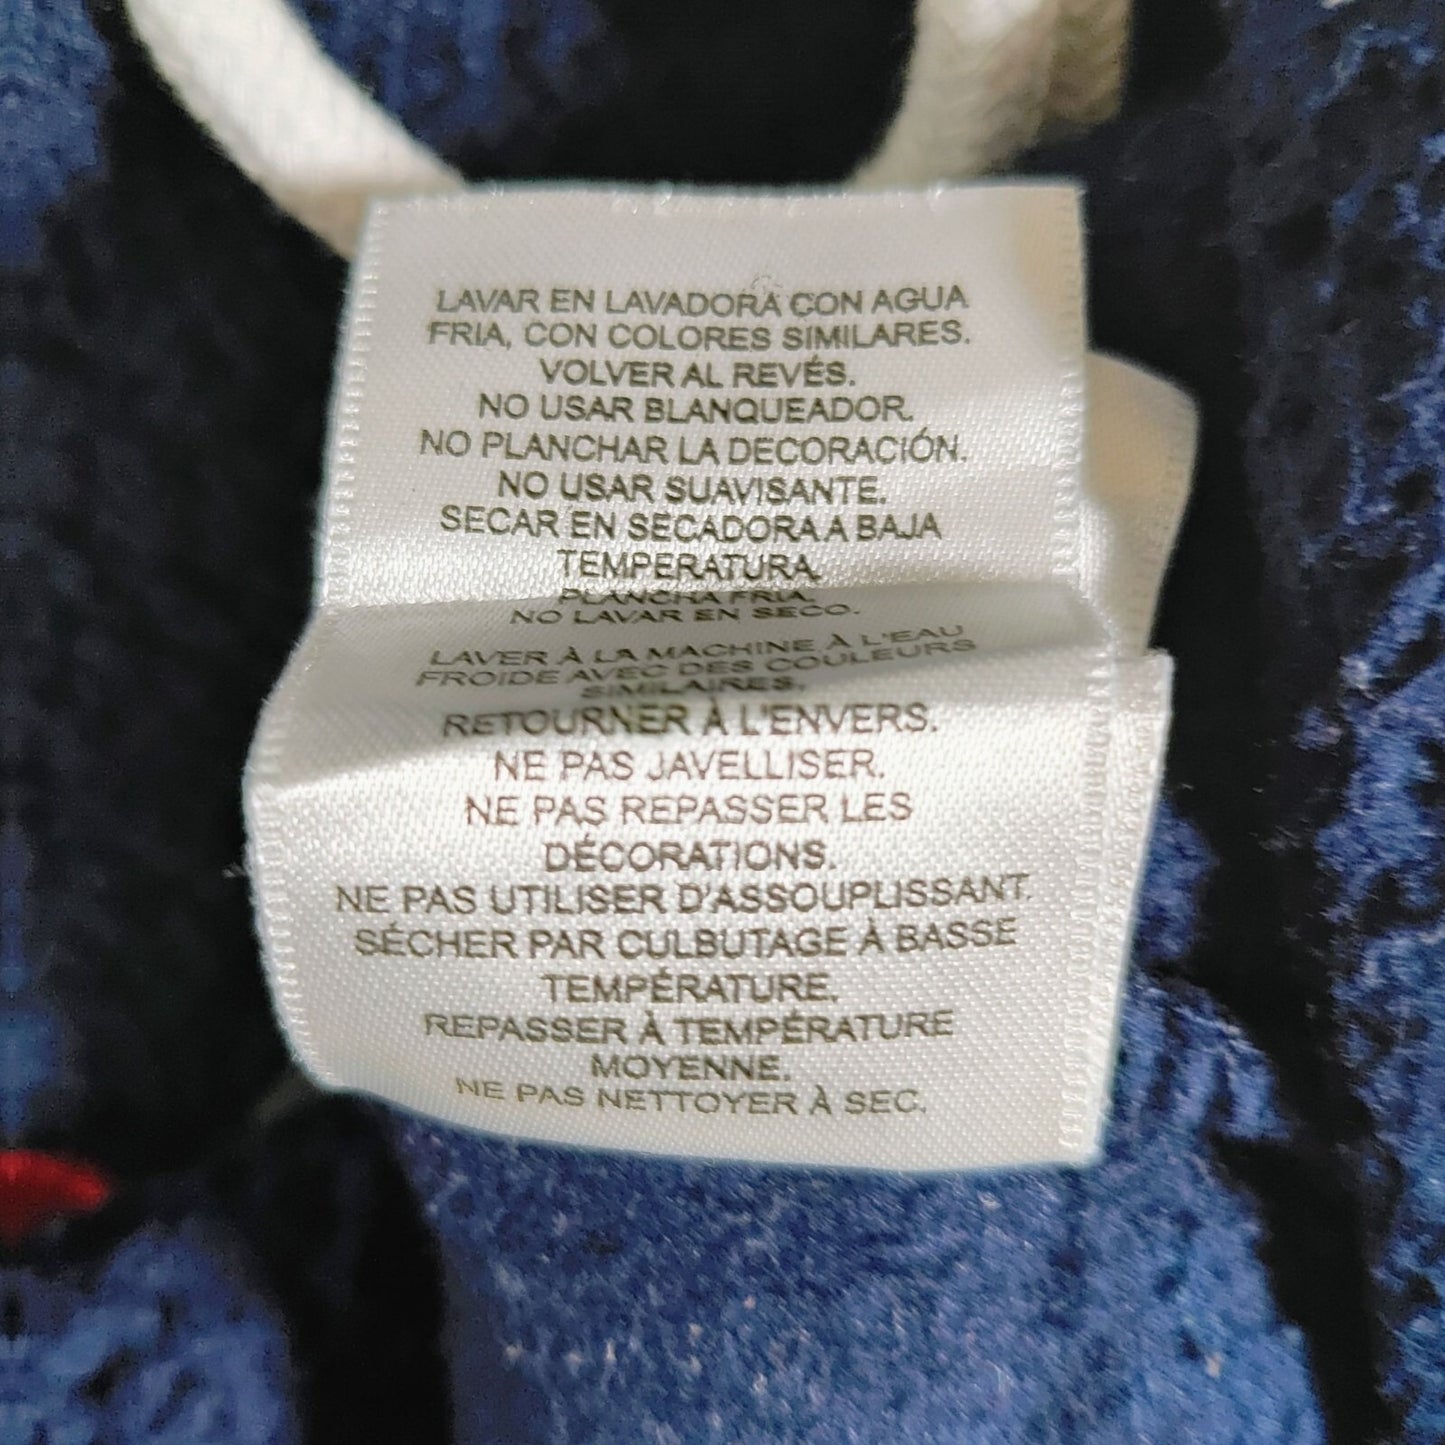 LAVAR EN LAVADORA CON AGUA
FRIA, CON COLORES SIMILARES.
VOLVER AL REVÉS.
NO USAR BLANQUEADOR.
NO PLANCHAR LA DECORACIÓN.
NO USAR SUAVISANTE.
SECAR EN SECADORA A BAJA
TEMPERATURA.
PLANCHA FRIA.
NO LAVAR EN SECO.
LAVER À LA MACHINE À L'EAU
FROIDE AVEC DES COULEURS
SIMILAIRES.
RETOURNER À L'ENVERS.
NE PAS JAVELLISER.
NE PAS REPASSER LES
DÉCORATIONS.
NE PAS UTILISER D'ASSOUPLISSANT.
SÉCHER PAR CULBUTAGE À BASSE
TEMPÉRATURE.
REPASSER À TEMPÉRATURE
MOYENNE.
NE PAS NETTOYER À SEC.